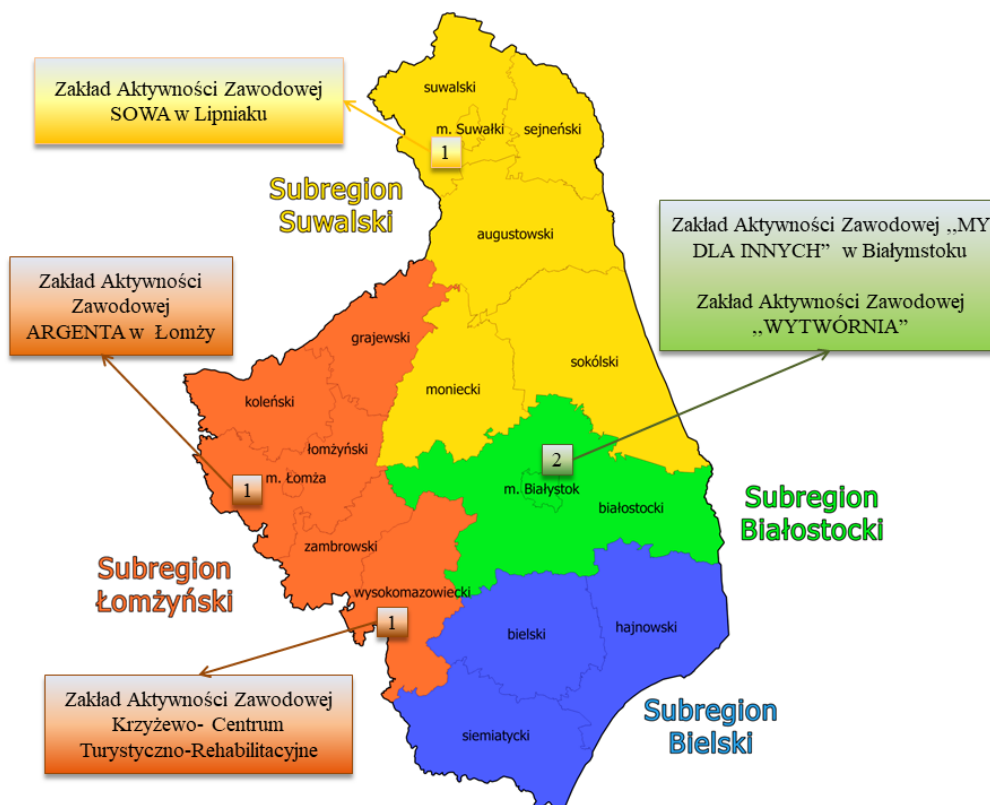 Zakład Aktywności Zawodowej
SOWA w Lipniaku
suwalski
m. Suwałki
sejneński
1
Subregion
Suwalski
augustowski
Zakład Aktywności Zawodowej ,,MY
DLA INNYCH” w Białymstoku
Zakład Aktywności Zawodowej
,,WYTWÓRNIA”
Zakład Aktywności
Zawodowej
ARGENTA w Łomży
grajewski
sokólski
moniecki
koleński
łomżyński
m. Łomża
1
2
m. Białystok
białostocki
Subregion
Białostocki
zambrowski
Subregion
Łomżyński
wysokomazowiecki
1
bielski
hajnowski
Zakład Aktywności Zawodowej
Krzyżewo- Centrum
Turystyczno-Rehabilitacyjne
siemiatycki
Subregion
Bielski